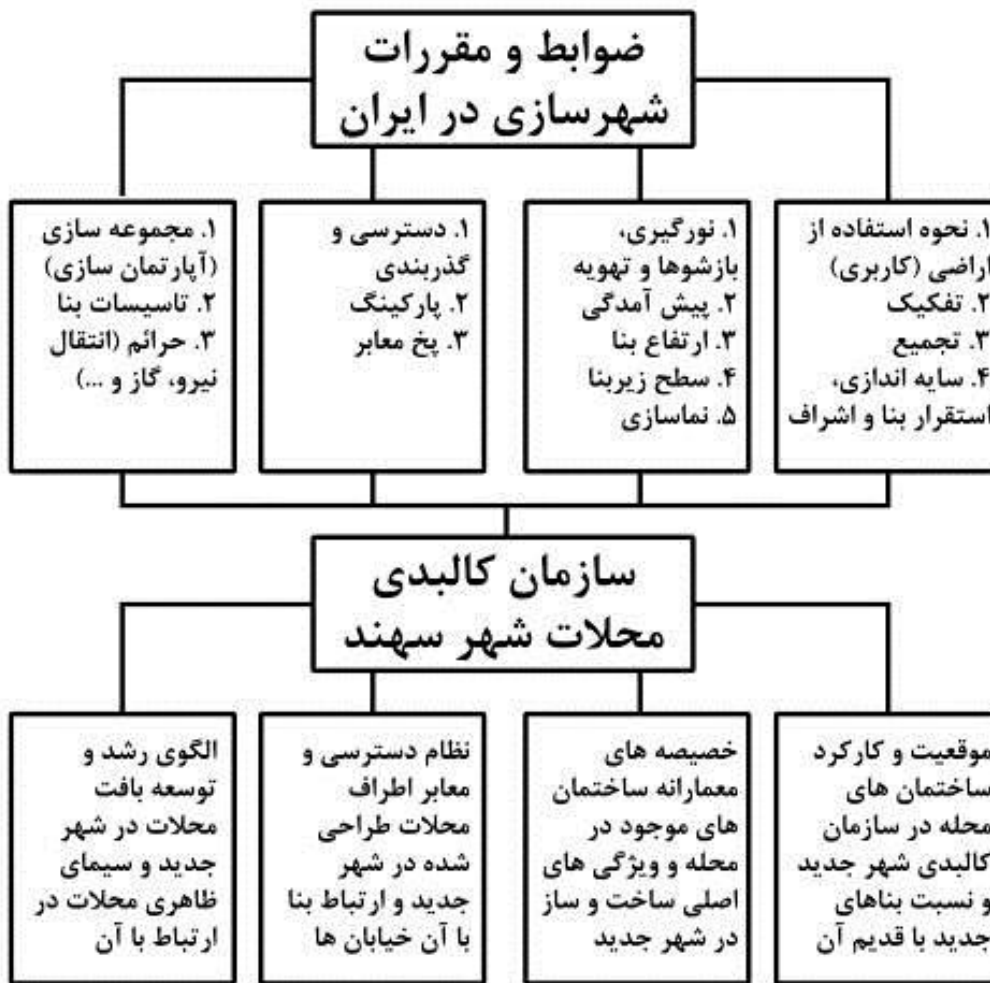 ضوابط و مقررات
شهرسازی در ایران
۱. نحوه استفاده از
اراضی (کاربری)
۲. تفکیک
۳. تجمیع
۴. سایه اندازی،
استقرار بنا و اشراف
۱. نورگیری،
بازشوها و تهویه
۲. پیش آمدگی
۳. ارتفاع بنا
۴. سطح زیربنا
۵. نماسازی
۱. دسترسی و
گذربندی
۲. پارکینگ
۳. پخ معابر
۱. مجموعه سازی
(آپارتمان سازی)
۲. تاسیسات بنا
۳. حرائم (انتقال
نیرو، گاز و ...)
سازمان کالبدی
محلات شهر سهند
موقعیت و کارکرد
ساختمان های
محله در سازمان
کالبدی شهر جدید
و نسبت بناهای
جدید با قدیم آن
خصیصه های
معمارانه ساختمان
های موجود در
محله و ویژگی های
اصلی ساخت و ساز
در شهر جدید
نظام دسترسی و
معابر اطراف
محلات طراحی
شده در شهر
جدید و ارتباط بنا
با آن خیابان ها
الگوی رشد و
توسعه بافت
محلات در شهر
جدید و سیمای
ظاهری محلات در
ارتباط با آن